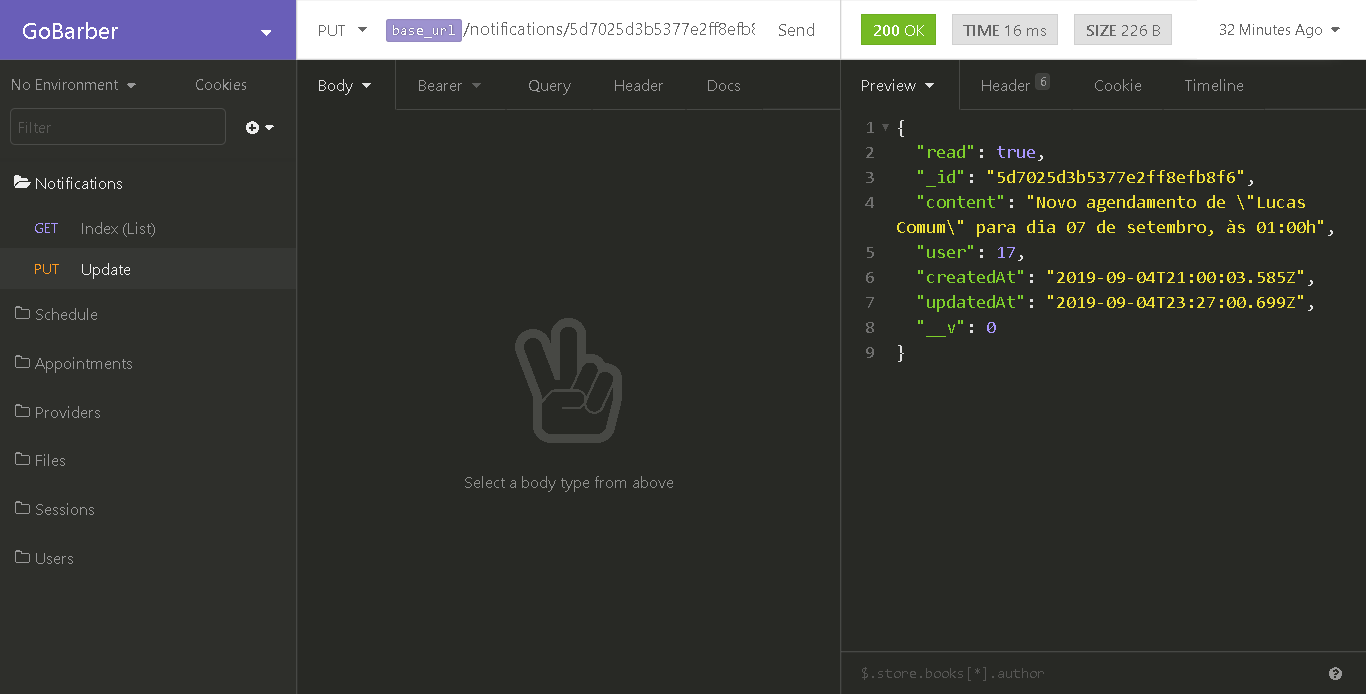 GoBarber
No Environment
Cookies
Filter
Notifications
GET Index (List)
PUT Update
Schedule
Appointments
Providers
Files
Sessions
Users
PUT base_url/notifications/5d7025d3b5377e2ff8efb8 Send
Body Bearer Query Header Docs
Select a body type from above
200 OK TIME 16 ms SIZE 226 B 32 Minutes Ago
Preview Header 6 Cookie Timeline
1 {
2 "read": true,
3 "_id": "5d7025d3b5377e2ff8efb8f6",
4 "content": "Novo agendamento de \"Lucas
Comum\" para dia 07 de setembro, às 01:00h",
5 "user": 17,
6 "createdAt": "2019-09-04T21:00:03.585Z",
7 "updatedAt": "2019-09-04T23:27:00.699Z",
8 "__v": 0
9 }
$.store.books[*].author